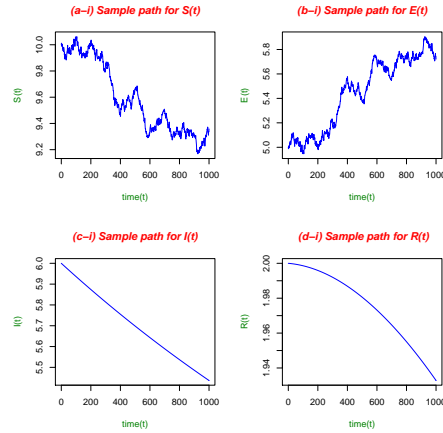 (a−i) Sample path for S(t)
S(t)
9.2 9.4 9.6 9.8 10.0
0 200 400 600 800 1000
time(t)
(b−i) Sample path for E(t)
E(t)
5.0 5.2 5.4 5.6 5.8
0 200 400 600 800 1000
time(t)
(c−i) Sample path for I(t)
I(t)
5.5 5.6 5.7 5.8 5.9 6.0
0 200 400 600 800 1000
time(t)
(d−i) Sample path for R(t)
R(t)
1.94 1.96 1.98 2.00
0 200 400 600 800 1000
time(t)